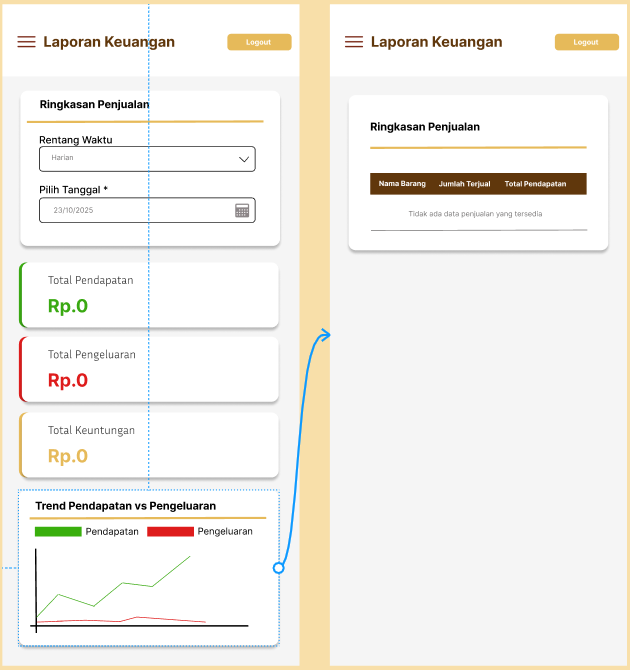 Laporan Keuangan
Logout
Ringkasan Penjualan
Rentang Waktu
Harian
Pilih Tanggal *
23/10/2025
Total Pendapatan
Rp.0
Total Pengeluaran
Rp.0
Total Keuntungan
Rp.0
Trend Pendapatan vs Pengeluaran
Pendapatan Pengeluaran
Laporan Keuangan
Logout
Ringkasan Penjualan
Nama Barang Jumlah Terjual Total Pendapatan
Tidak ada data penjualan yang tersedia